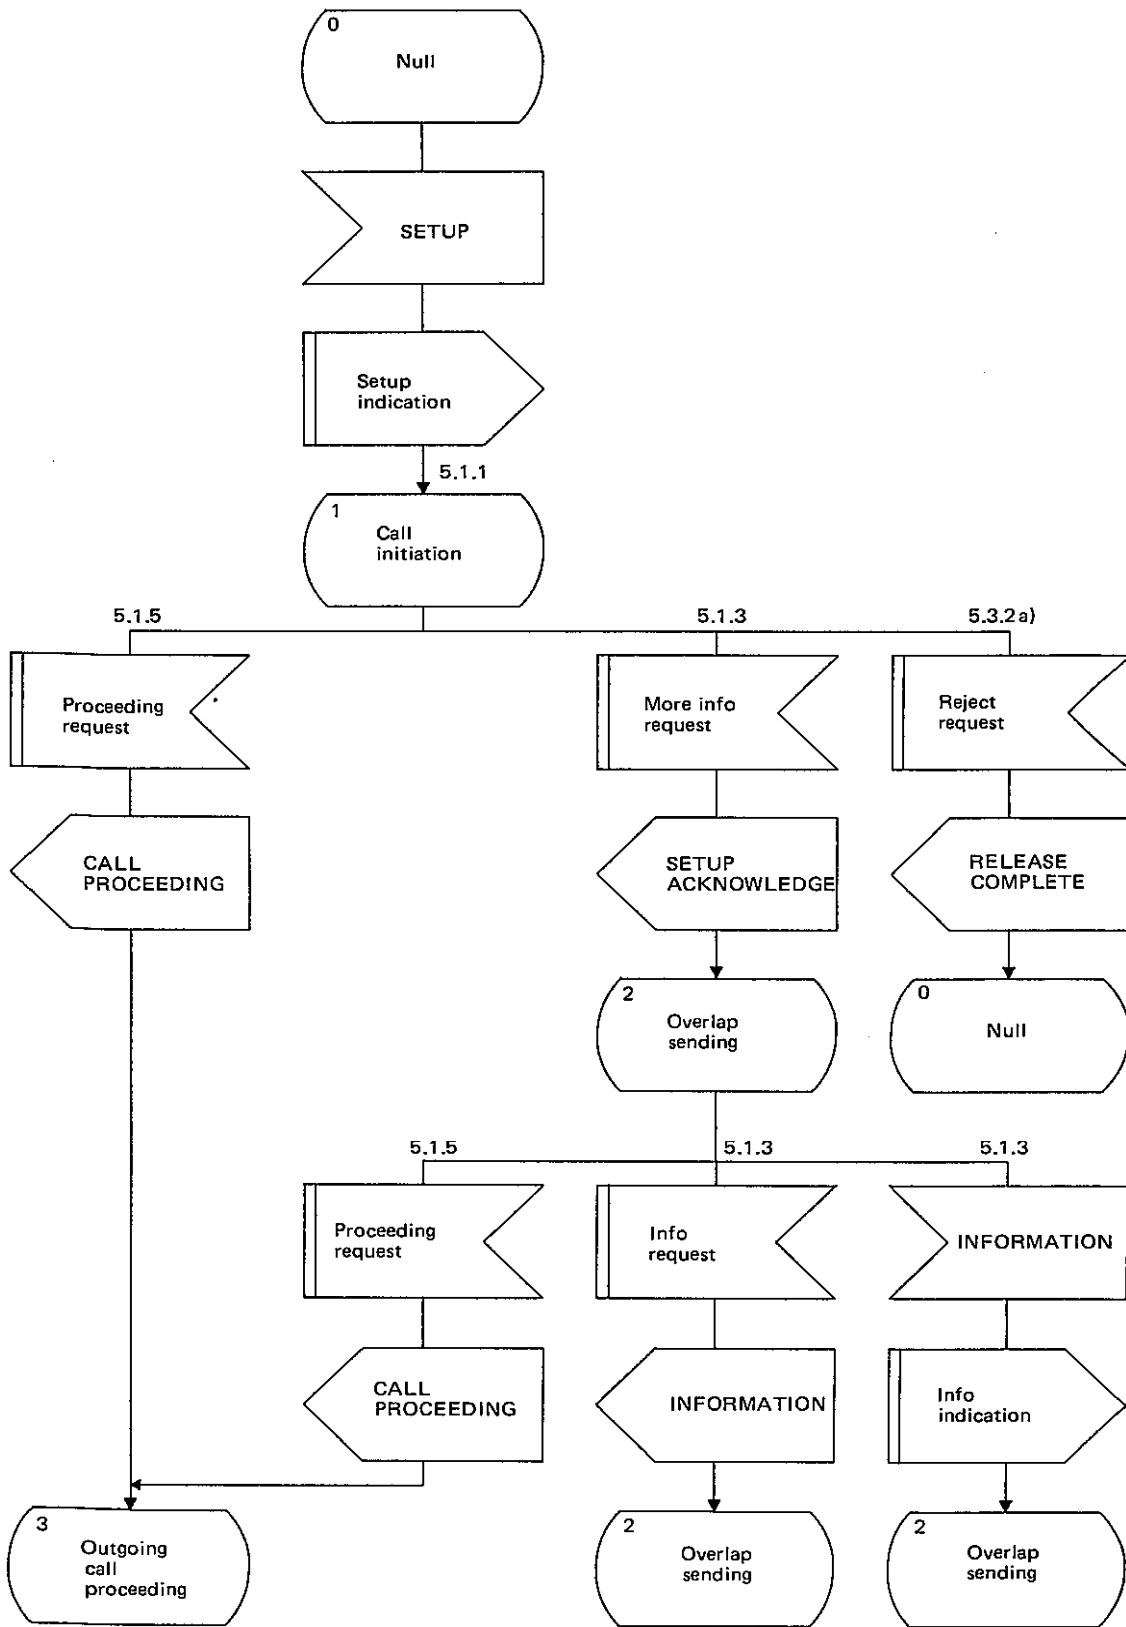 0
Null
SETUP
Setup
indication
5.1.1
1
Call
initiation
5.1.5
5.1.3
5.3.2a)
Proceeding
request
More info
request
Reject
request
CALL
PROCEEDING
SETUP
ACKNOWLEDGE
RELEASE
COMPLETE
2
Overlap
sending
0
Null
5.1.5
5.1.3
5.1.3
Proceeding
request
Info
request
INFORMATION
CALL
PROCEEDING
INFORMATION
Info
indication
3
Outgoing
call
proceeding
2
Overlap
sending
2
Overlap
sending